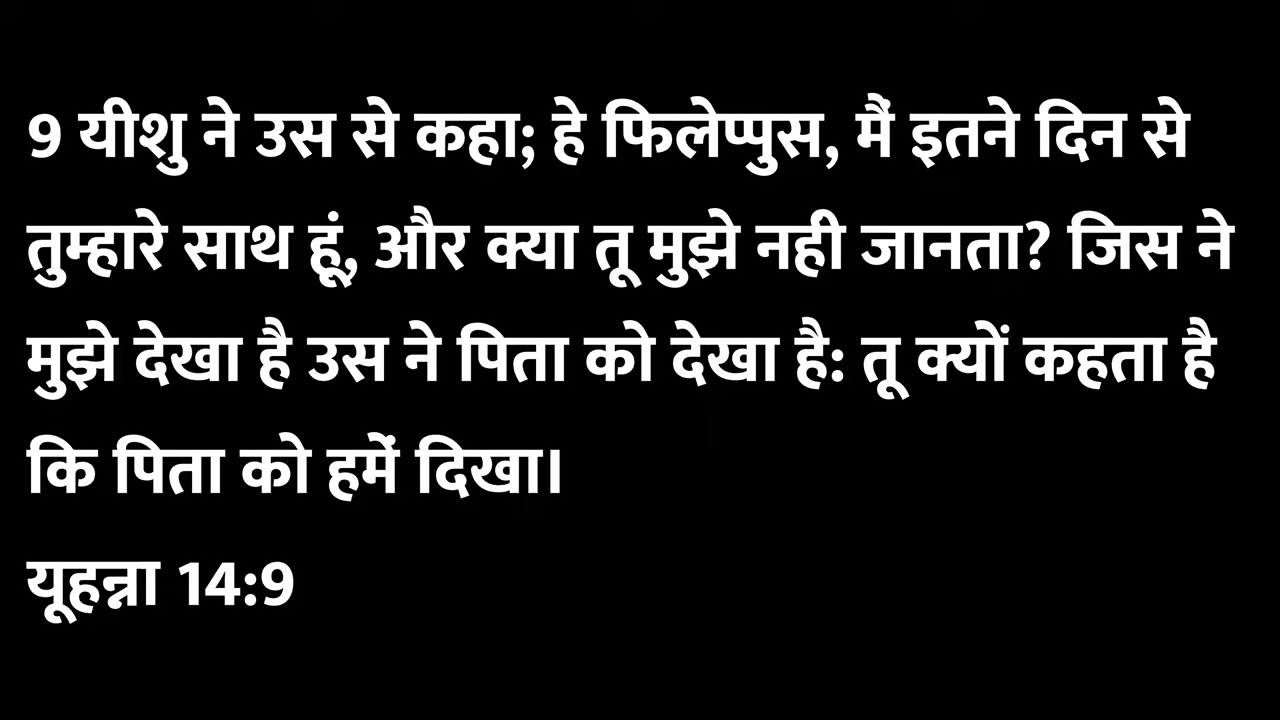 9 यीशु ने उस से कहा; हे फिलेप्पुस, मैं इतने दिन से
तुम्हारे साथ हूं, और क्या तू मुझे नही जानता? जिस ने
मुझे देखा है उस ने पिता को देखा है: तू क्यों कहता है
कि पिता को हमें दिखा।
यूहन्ना 14:9